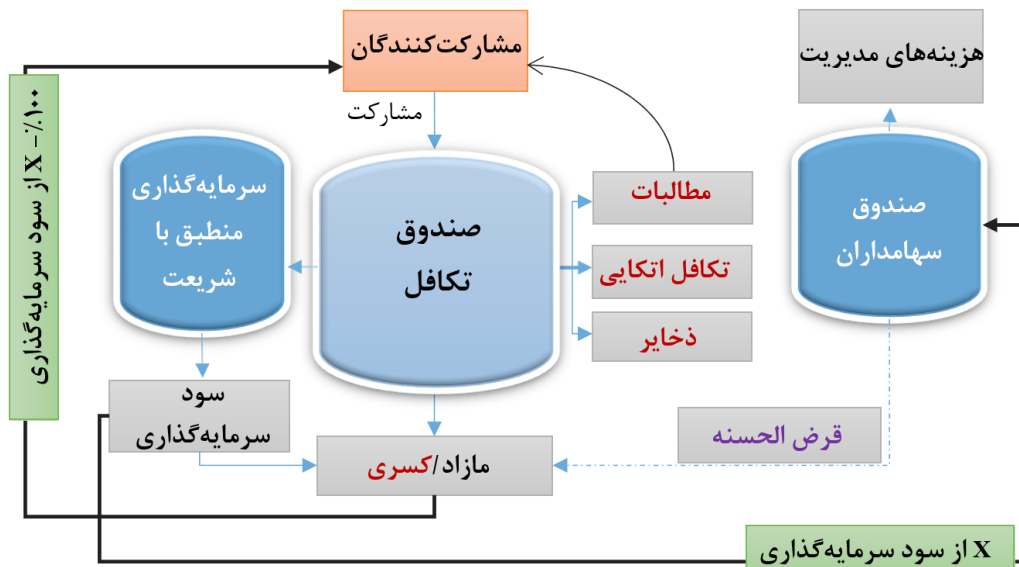 مشارکت‌کنندگان
هزینه‌های مدیریت
مشارکت
۱۰۰٪ – X از سود سرمایه‌گذاری
سرمایه‌گذاری
منطبق با
شریعت
صندوق
تکافل
مطالبات
تکافل اتکایی
ذخایر
صندوق
سهامداران
سود
سرمایه‌گذاری
قرض الحسنه
مازاد/کسری
X از سود سرمایه‌گذاری